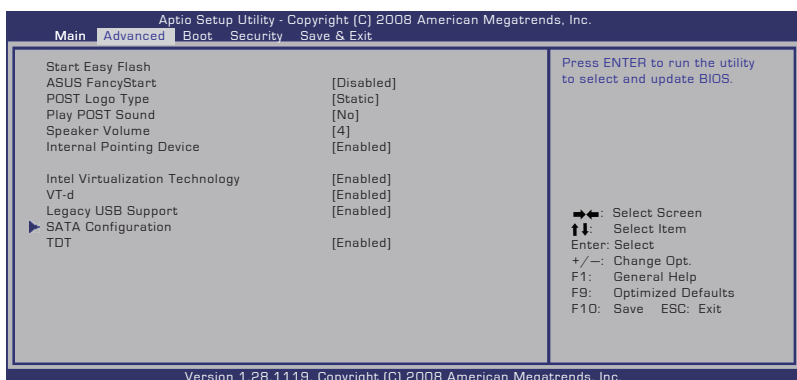 Aptio Setup Utility - Copyright (C) 2008 American Megatrends, Inc.
Main Advanced Boot Security Save & Exit
Start Easy Flash
ASUS FancyStart [Disabled]
POST Logo Type [Static]
Play POST Sound [No]
Speaker Volume [4]
Internal Pointing Device [Enabled]
Intel Virtualization Technology [Enabled]
VT-d [Enabled]
Legacy USB Support [Enabled]
SATA Configuration
TDT [Enabled]
Press ENTER to run the utility
to select and update BIOS.
→←: Select Screen
↑↓: Select Item
Enter: Select
+/—: Change Opt.
F1: General Help
F9: Optimized Defaults
F10: Save ESC: Exit
Version 1.28.1119. Copyright (C) 2008 American Megatrends, Inc.